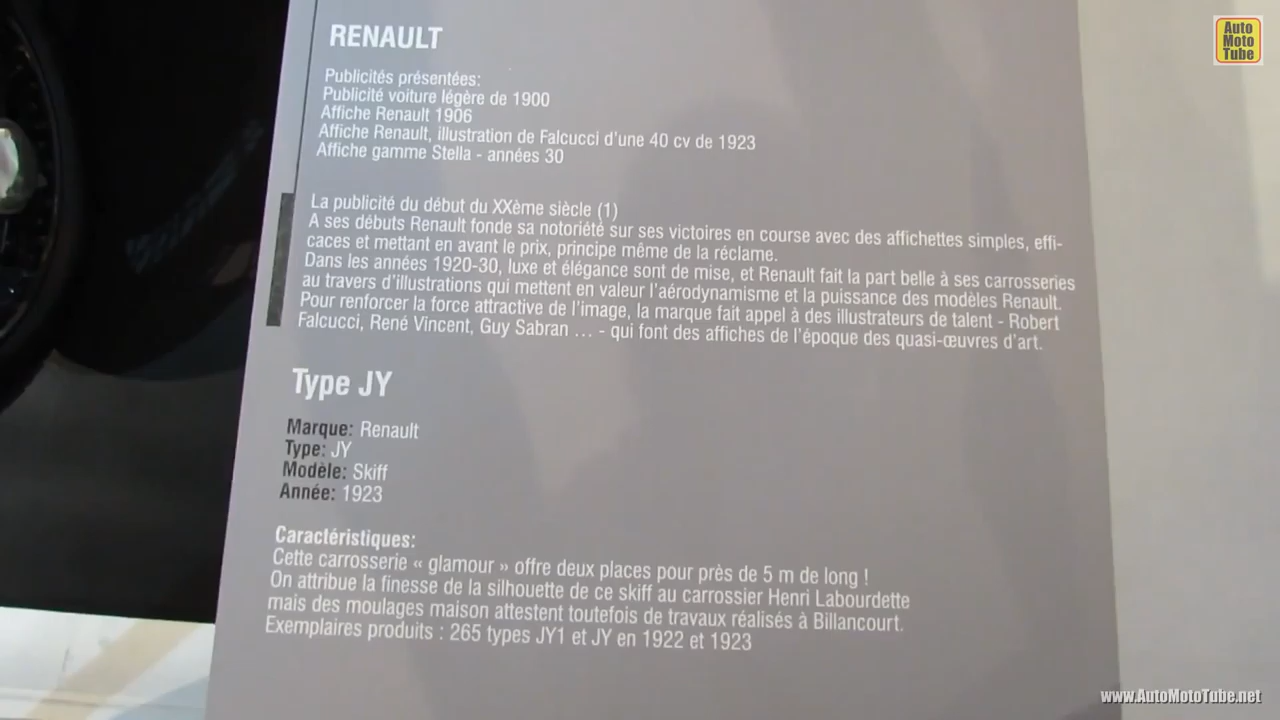 RENAULT
Publicités présentées:
Publicité voiture légère de 1900
Affiche Renault 1906
Affiche Renault, illustration de Falcucci d'une 40 cv de 1923
Affiche gamme Stella - années 30
La publicité du début du XXème siècle (1)
A ses débuts Renault fonde sa notoriété sur ses victoires en course avec des affichettes simples, effi-
caces et mettant en avant le prix, principe même de la réclame.
Dans les années 1920-30, luxe et élégance sont de mise, et Renault fait la part belle à ses carrosseries
au travers d'illustrations qui mettent en valeur l'aérodynamisme et la puissance des modèles Renault.
Pour renforcer la force attractive de l'image, la marque fait appel à des illustrateurs de talent - Robert
Falcucci, René Vincent, Guy Sabran ... - qui font des affiches de l'époque des quasi-œuvres d'art.
Type JY
Marque: Renault
Type: JY
Modèle: Skiff
Année: 1923
Caractéristiques:
Cette carrosserie « glamour » offre deux places pour près de 5 m de long !
On attribue la finesse de la silhouette de ce skiff au carrossier Henri Labourdette
mais des moulages maison attestent toutefois de travaux réalisés à Billancourt.
Exemplaires produits : 265 types JY1 et JY en 1922 et 1923
Auto
Moto
Tube
www.AutoMotoTube.net